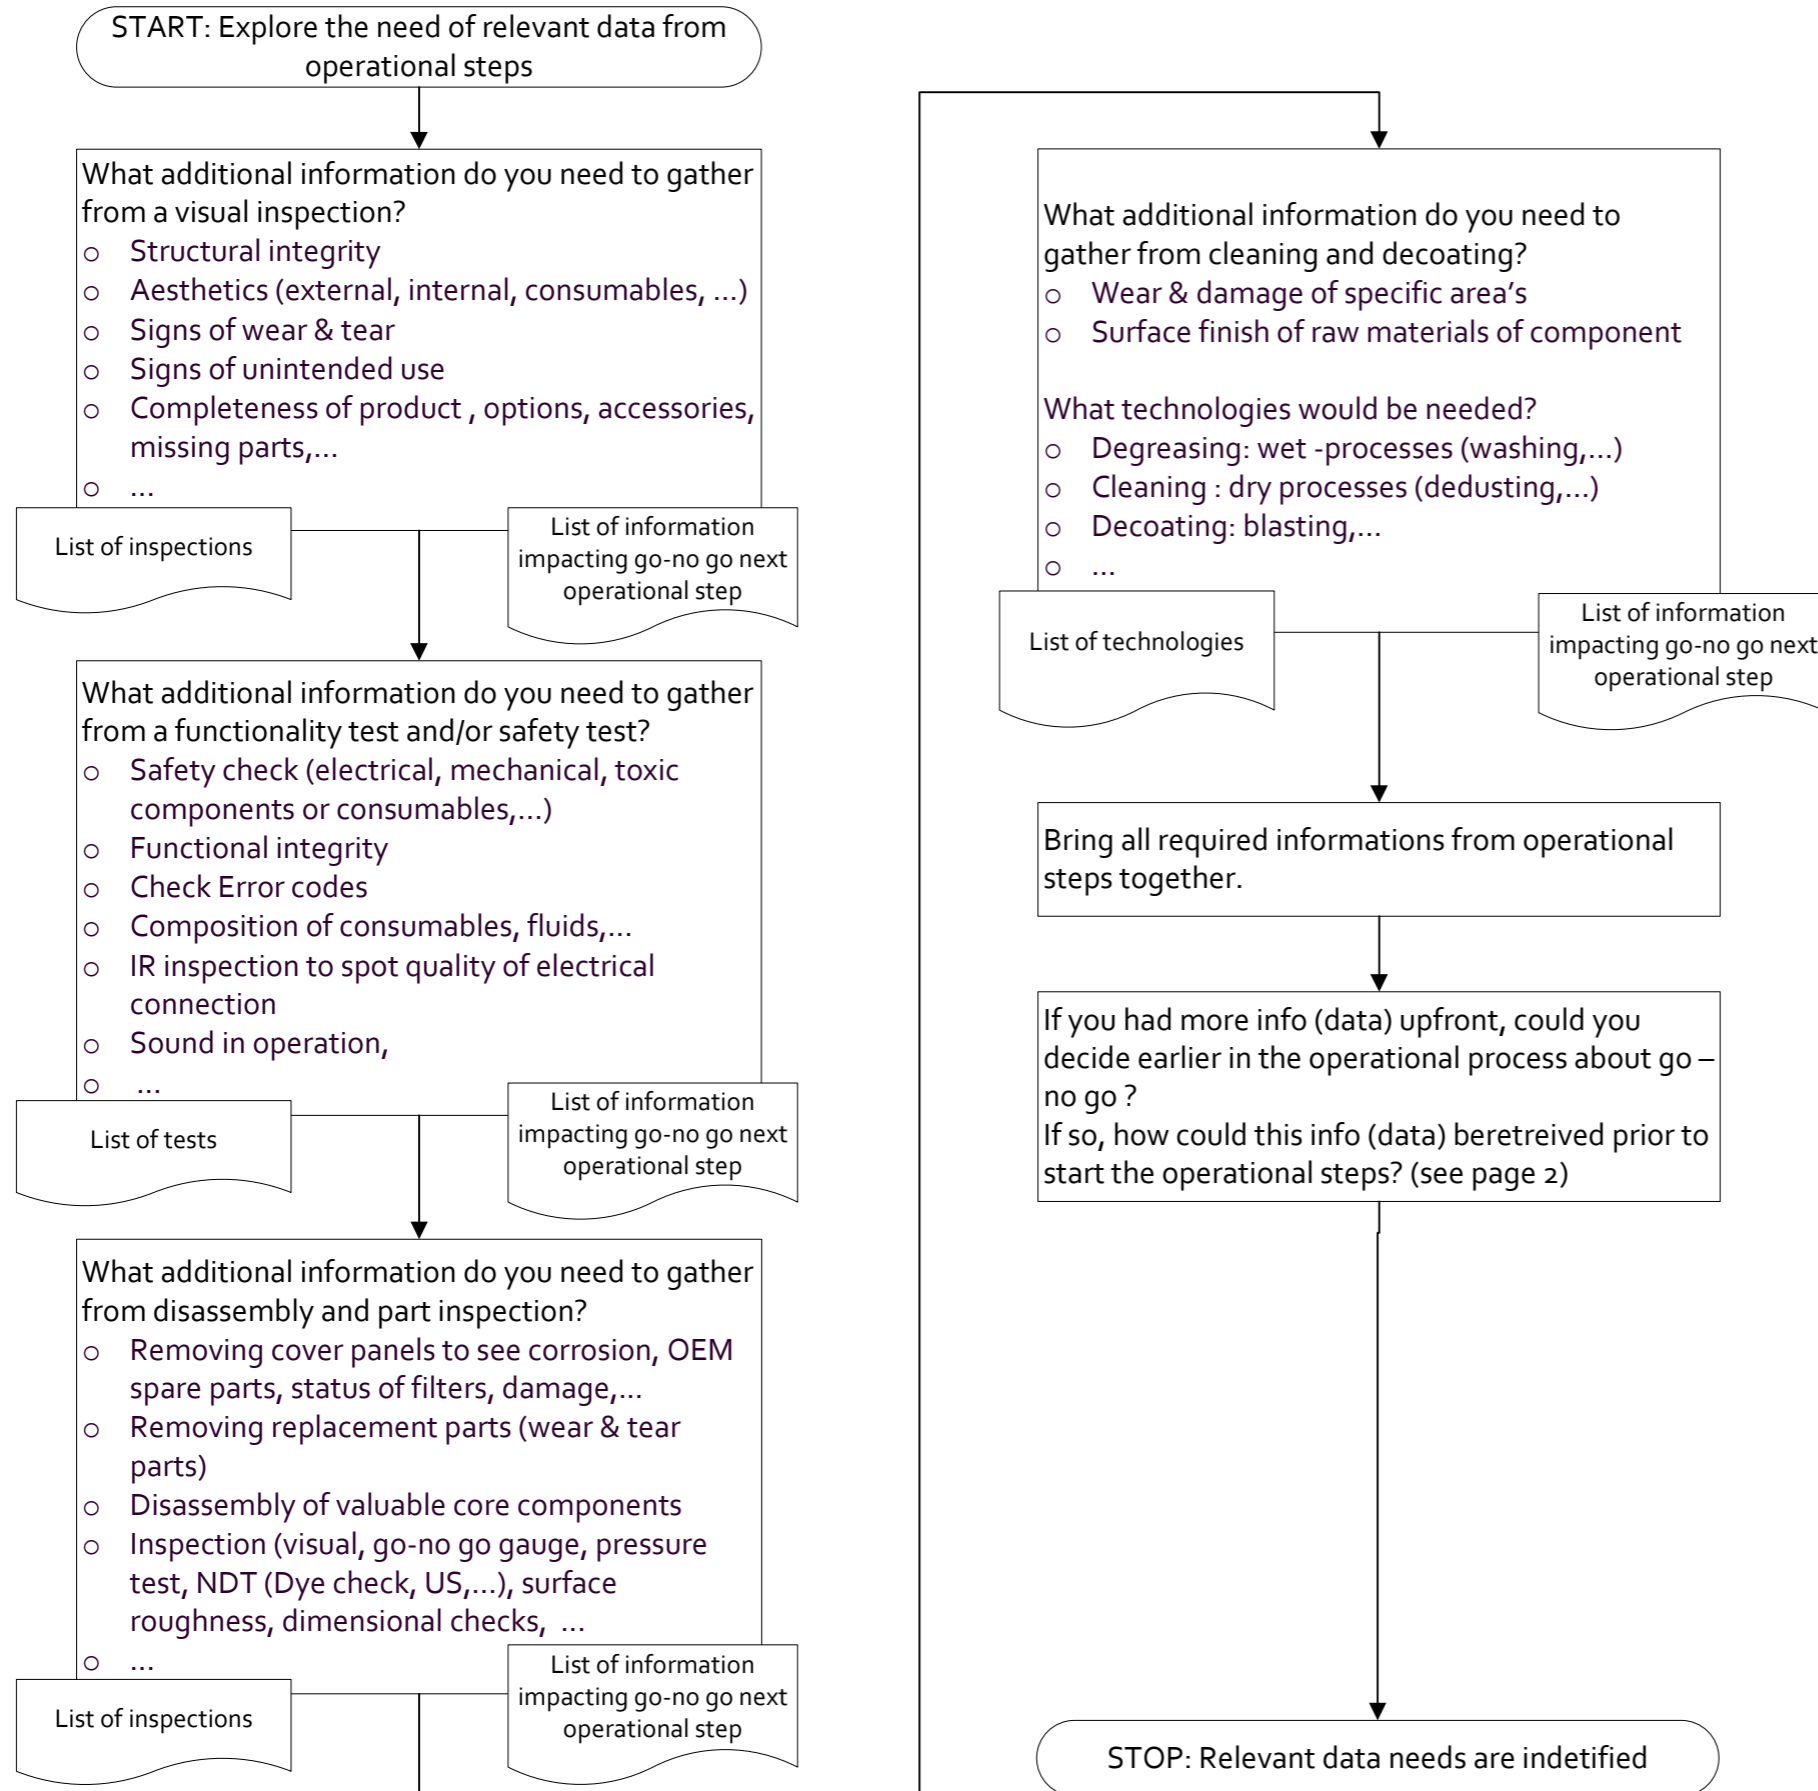 START: Explore the need of relevant data from
operational steps
What additional information do you need to gather
from a visual inspection?
o Structural integrity
o Aesthetics (external, internal, consumables, ...)
o Signs of wear & tear
o Signs of unintended use
o Completeness of product , options, accessories,
missing parts,...
o ...
List of inspections
List of information
impacting go-no go next
operational step
What additional information do you need to gather
from a functionality test and/or safety test?
o Safety check (electrical, mechanical, toxic
components or consumables,...)
o Functional integrity
o Check Error codes
o Composition of consumables, fluids,...
o IR inspection to spot quality of electrical
connection
o Sound in operation,
o ...
List of tests
List of information
impacting go-no go next
operational step
What additional information do you need to gather
from disassembly and part inspection?
o Removing cover panels to see corrosion, OEM
spare parts, status of filters, damage,...
o Removing replacement parts (wear & tear
parts)
o Disassembly of valuable core components
o Inspection (visual, go-no go gauge, pressure
test, NDT (Dye check, US,...), surface
roughness, dimensional checks, ...
o ...
List of inspections
List of information
impacting go-no go next
operational step
What additional information do you need to
gather from cleaning and decoating?
o Wear & damage of specific area's
o Surface finish of raw materials of component
What technologies would be needed?
o Degreasing: wet -processes (washing,...)
o Cleaning : dry processes (dedusting,...)
o Decoating: blasting,...
o ...
List of technologies
List of information
impacting go-no go next
operational step
Bring all required informations from operational
steps together.
If you had more info (data) upfront, could you
decide earlier in the operational process about go –
no go ?
If so, how could this info (data) beretreived prior to
start the operational steps? (see page 2)
STOP: Relevant data needs are indetified